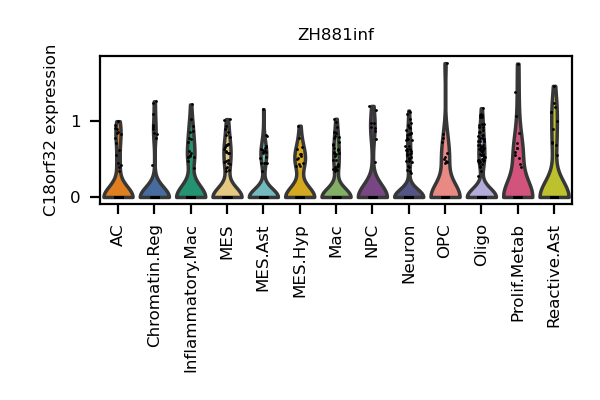 ZH881inf
C18orf32 expression
1
0
AC
Chromatin.Reg
Inflammatory.Mac
MES
MES.Ast
MES.Hyp
Mac
NPC
Neuron
OPC
Oligo
Prolif.Metab
Reactive.Ast